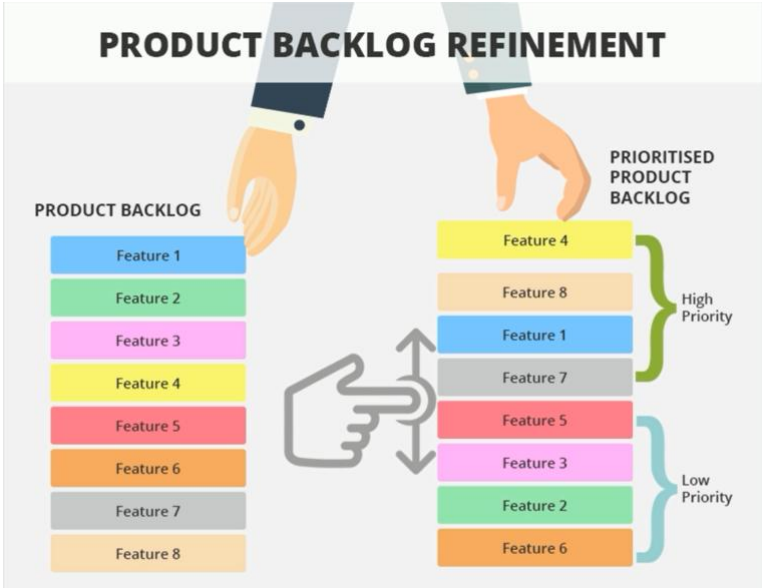 PRODUCT BACKLOG REFINEMENT
PRODUCT BACKLOG
Feature 1
Feature 2
Feature 3
Feature 4
Feature 5
Feature 6
Feature 7
Feature 8
PRIORITISED
PRODUCT
BACKLOG
Feature 4
Feature 8
Feature 1
Feature 7
Feature 5
Feature 3
Feature 2
Feature 6
High
Priority
Low
Priority